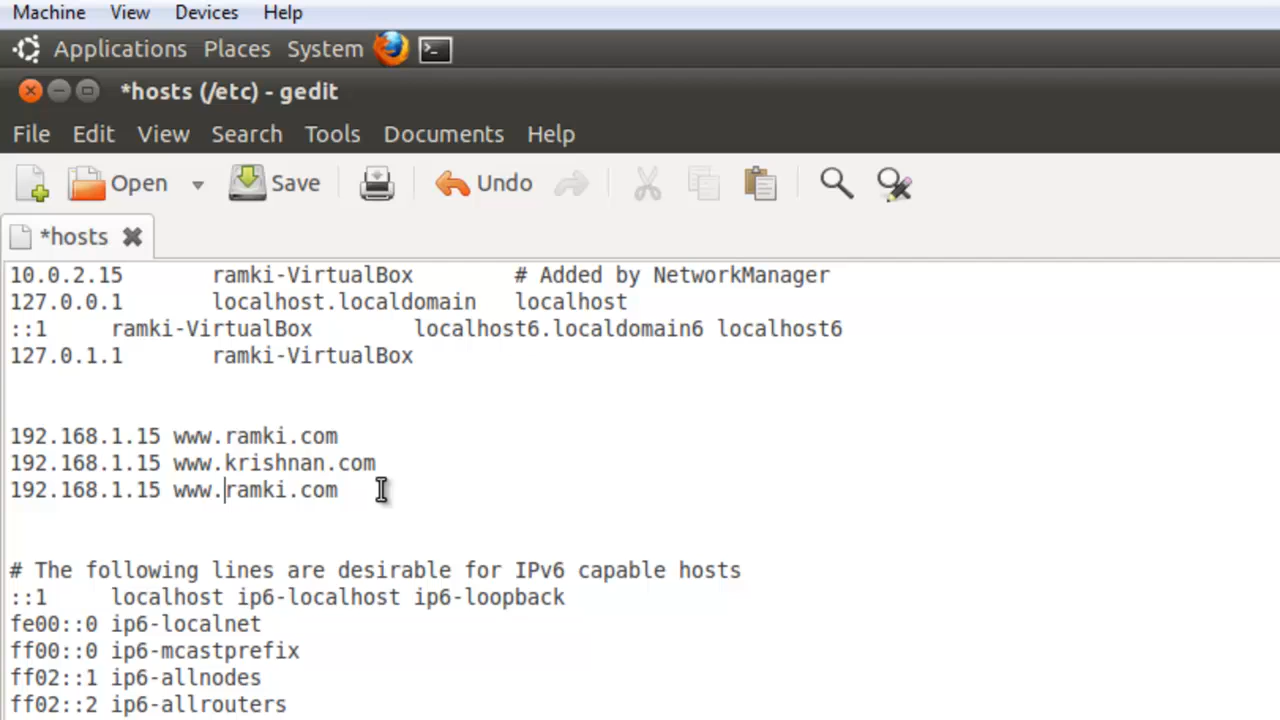 Machine View Devices Help
Applications Places System
*hosts (/etc) - gedit
File Edit View Search Tools Documents Help
Open Save Undo
*hosts
10.0.2.15 ramki-VirtualBox # Added by NetworkManager
127.0.0.1 localhost.localdomain localhost
::1 ramki-VirtualBox localhost6.localdomain6 localhost6
127.0.1.1 ramki-VirtualBox
192.168.1.15 www.ramki.com
192.168.1.15 www.krishnan.com
192.168.1.15 www.ramki.com
# The following lines are desirable for IPv6 capable hosts
::1 localhost ip6-localhost ip6-loopback
fe00::0 ip6-localnet
ff00::0 ip6-mcastprefix
ff02::1 ip6-allnodes
ff02::2 ip6-allrouters